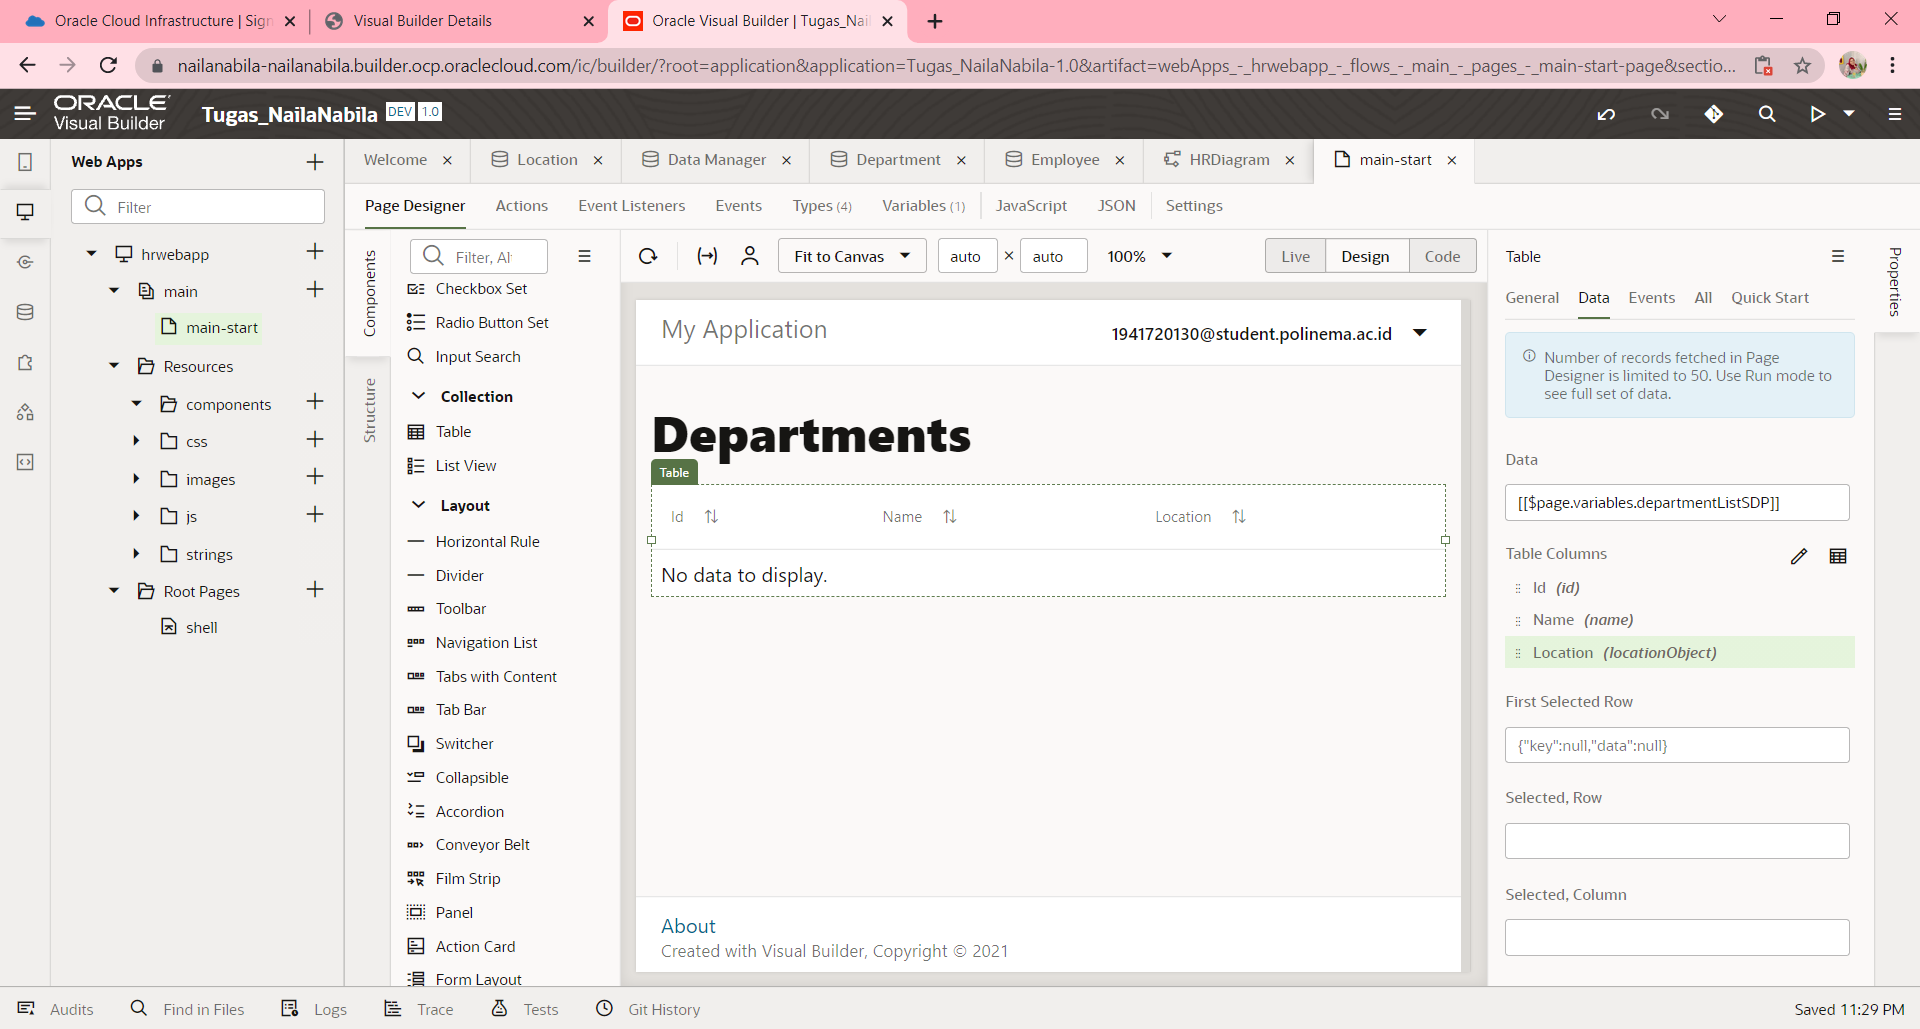 Oracle Cloud Infrastructure | Sign
Visual Builder Details
Oracle Visual Builder | Tugas_Nail
nailanabila-nailanabila.builder.ocp.oraclecloud.com/ic/builder/?root=application&application=Tugas_NailaNabila-1.0&artifact=webApps_-_hrwebapp_-_flows_-_main_-_pages_-_main-start-page&sectio...
ORACLE
Visual Builder
Tugas_NailaNabila DEV 1.0
Web Apps
Filter
hrwebapp
main
main-start
Resources
components
css
images
js
strings
Root Pages
shell
Welcome
Location
Data Manager
Department
Employee
HRDiagram
main-start
Page Designer
Actions
Event Listeners
Events
Types (4)
Variables (1)
JavaScript
JSON
Settings
Components
Structure
Filter, Al
Checkbox Set
Radio Button Set
Input Search
Collection
Table
List View
Layout
Horizontal Rule
Divider
Toolbar
Navigation List
Tabs with Content
Tab Bar
Switcher
Collapsible
Accordion
Conveyor Belt
Film Strip
Panel
Action Card
Form Layout
Fit to Canvas
auto × auto
100%
Live
Design
Code
My Application
1941720130@student.polinema.ac.id
Departments
Table
Id
Name
Location
No data to display.
About
Created with Visual Builder, Copyright © 2021
Table
Properties
General
Data
Events
All
Quick Start
Number of records fetched in Page
Designer is limited to 50. Use Run mode to
see full set of data.
Data
[[$page.variables.departmentListSDP]]
Table Columns
Id (id)
Name (name)
Location (locationObject)
First Selected Row
{"key":null,"data":null}
Selected, Row
Selected, Column
Audits
Find in Files
Logs
Trace
Tests
Git History
Saved 11:29 PM